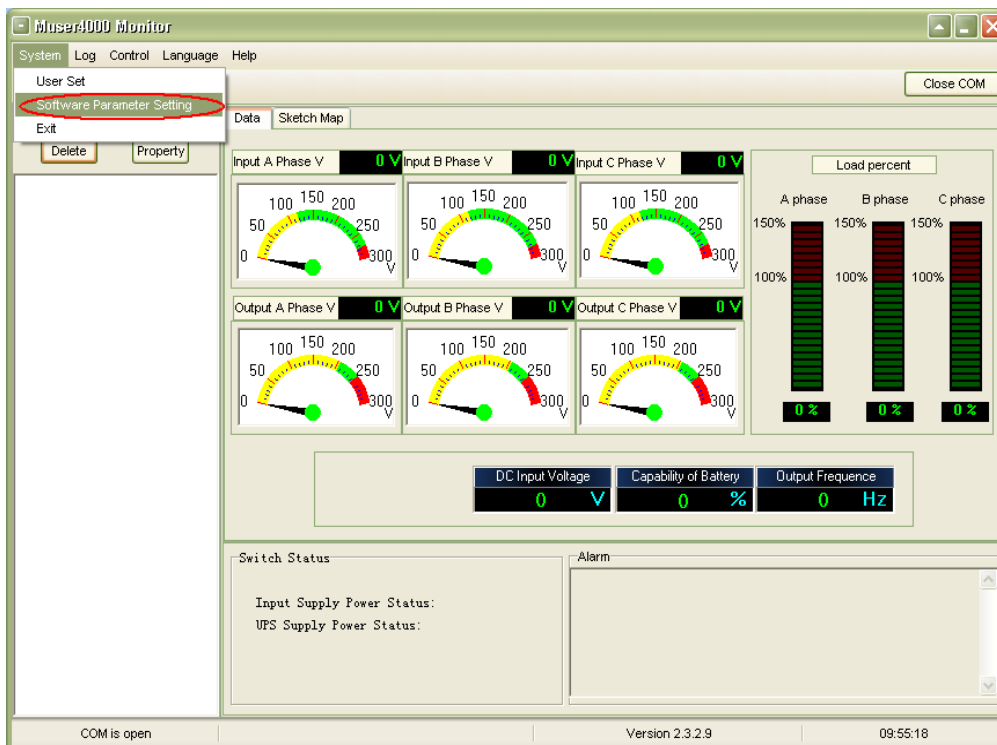 Muser4000 Monitor
System Log Control Language Help
User Set
Software Parameter Setting
Exit
Close COM
Delete Property
Data Sketch Map
Input A Phase V 0 V Input B Phase V 0 V Input C Phase V 0 V
0 50 100 150 200 250 300 V
0 50 100 150 200 250 300 V
0 50 100 150 200 250 300 V
Output A Phase V 0 V Output B Phase V 0 V Output C Phase V 0 V
0 50 100 150 200 250 300 V
0 50 100 150 200 250 300 V
0 50 100 150 200 250 300 V
Load percent
A phase B phase C phase
150% 150% 150%
100% 100% 100%
0 % 0 % 0 %
DC Input Voltage Capability of Battery Output Frequence
0 V 0 % 0 Hz
Switch Status
Input Supply Power Status:
UPS Supply Power Status:
Alarm
COM is open Version 2.3.2.9 09:55:18